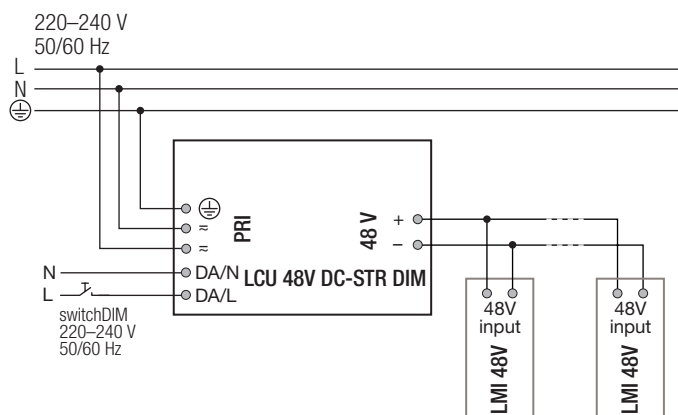 220–240 V
50/60 Hz
L
N
PRI
≂
≂
48 V
+
−
N
DA/N
LCU 48V DC-STR DIM
L
DA/L
switchDIM
220–240 V
50/60 Hz
48V
input
LMI 48V
48V
input
LMI 48V